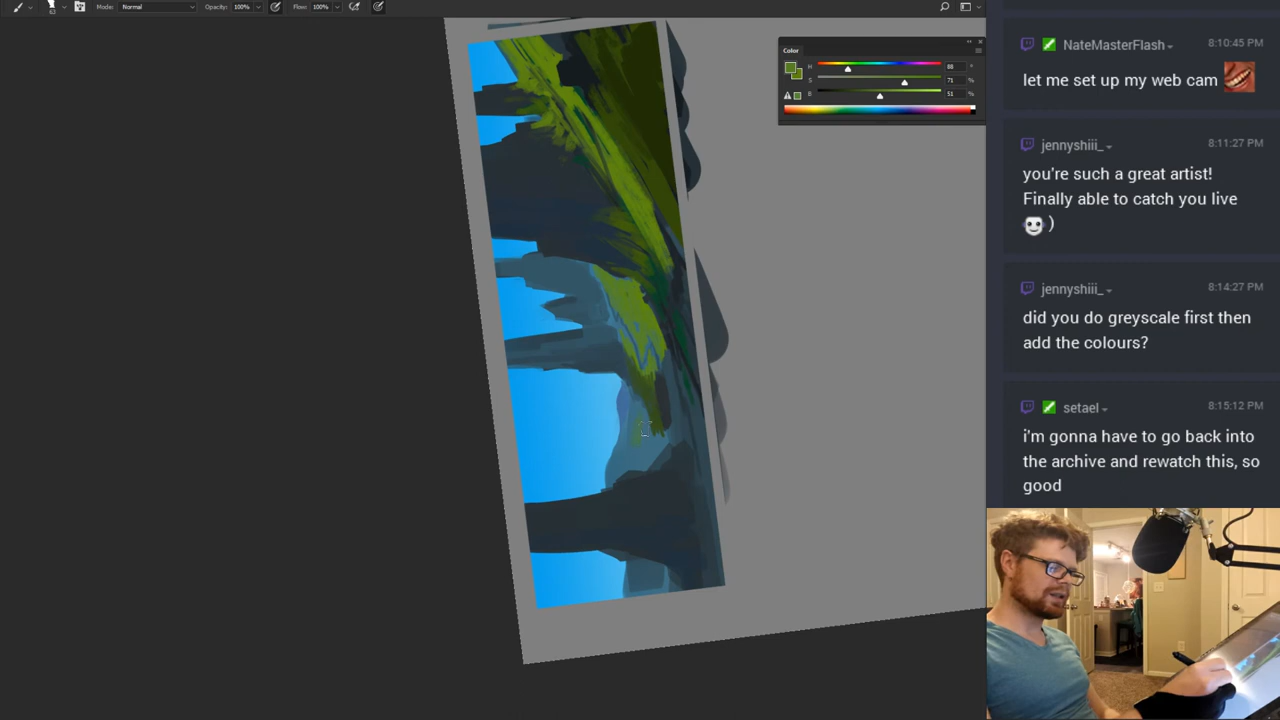 Mode: Normal Opacity: 100% Flow: 100%
Color
H 88 °
S 71 %
B 51 %
NateMasterFlash 8:10:45 PM
let me set up my web cam
jennyshiii_ 8:11:27 PM
you're such a great artist!
Finally able to catch you live
)
jennyshiii_ 8:14:27 PM
did you do greyscale first then
add the colours?
setael 8:15:12 PM
i'm gonna have to go back into
the archive and rewatch this, so
good